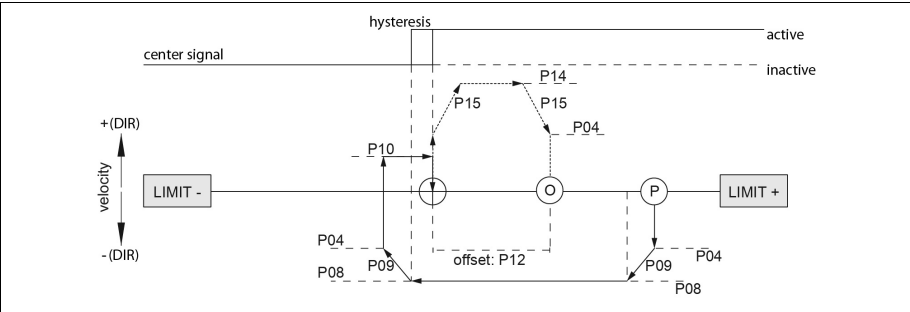 hysteresis
active
center signal
inactive
P14
P15
P15
P04
+(DIR)
P10
velocity
LIMIT -
O
P
LIMIT +
-(DIR)
P04
P04
offset: P12
P09
P09
P08
P08